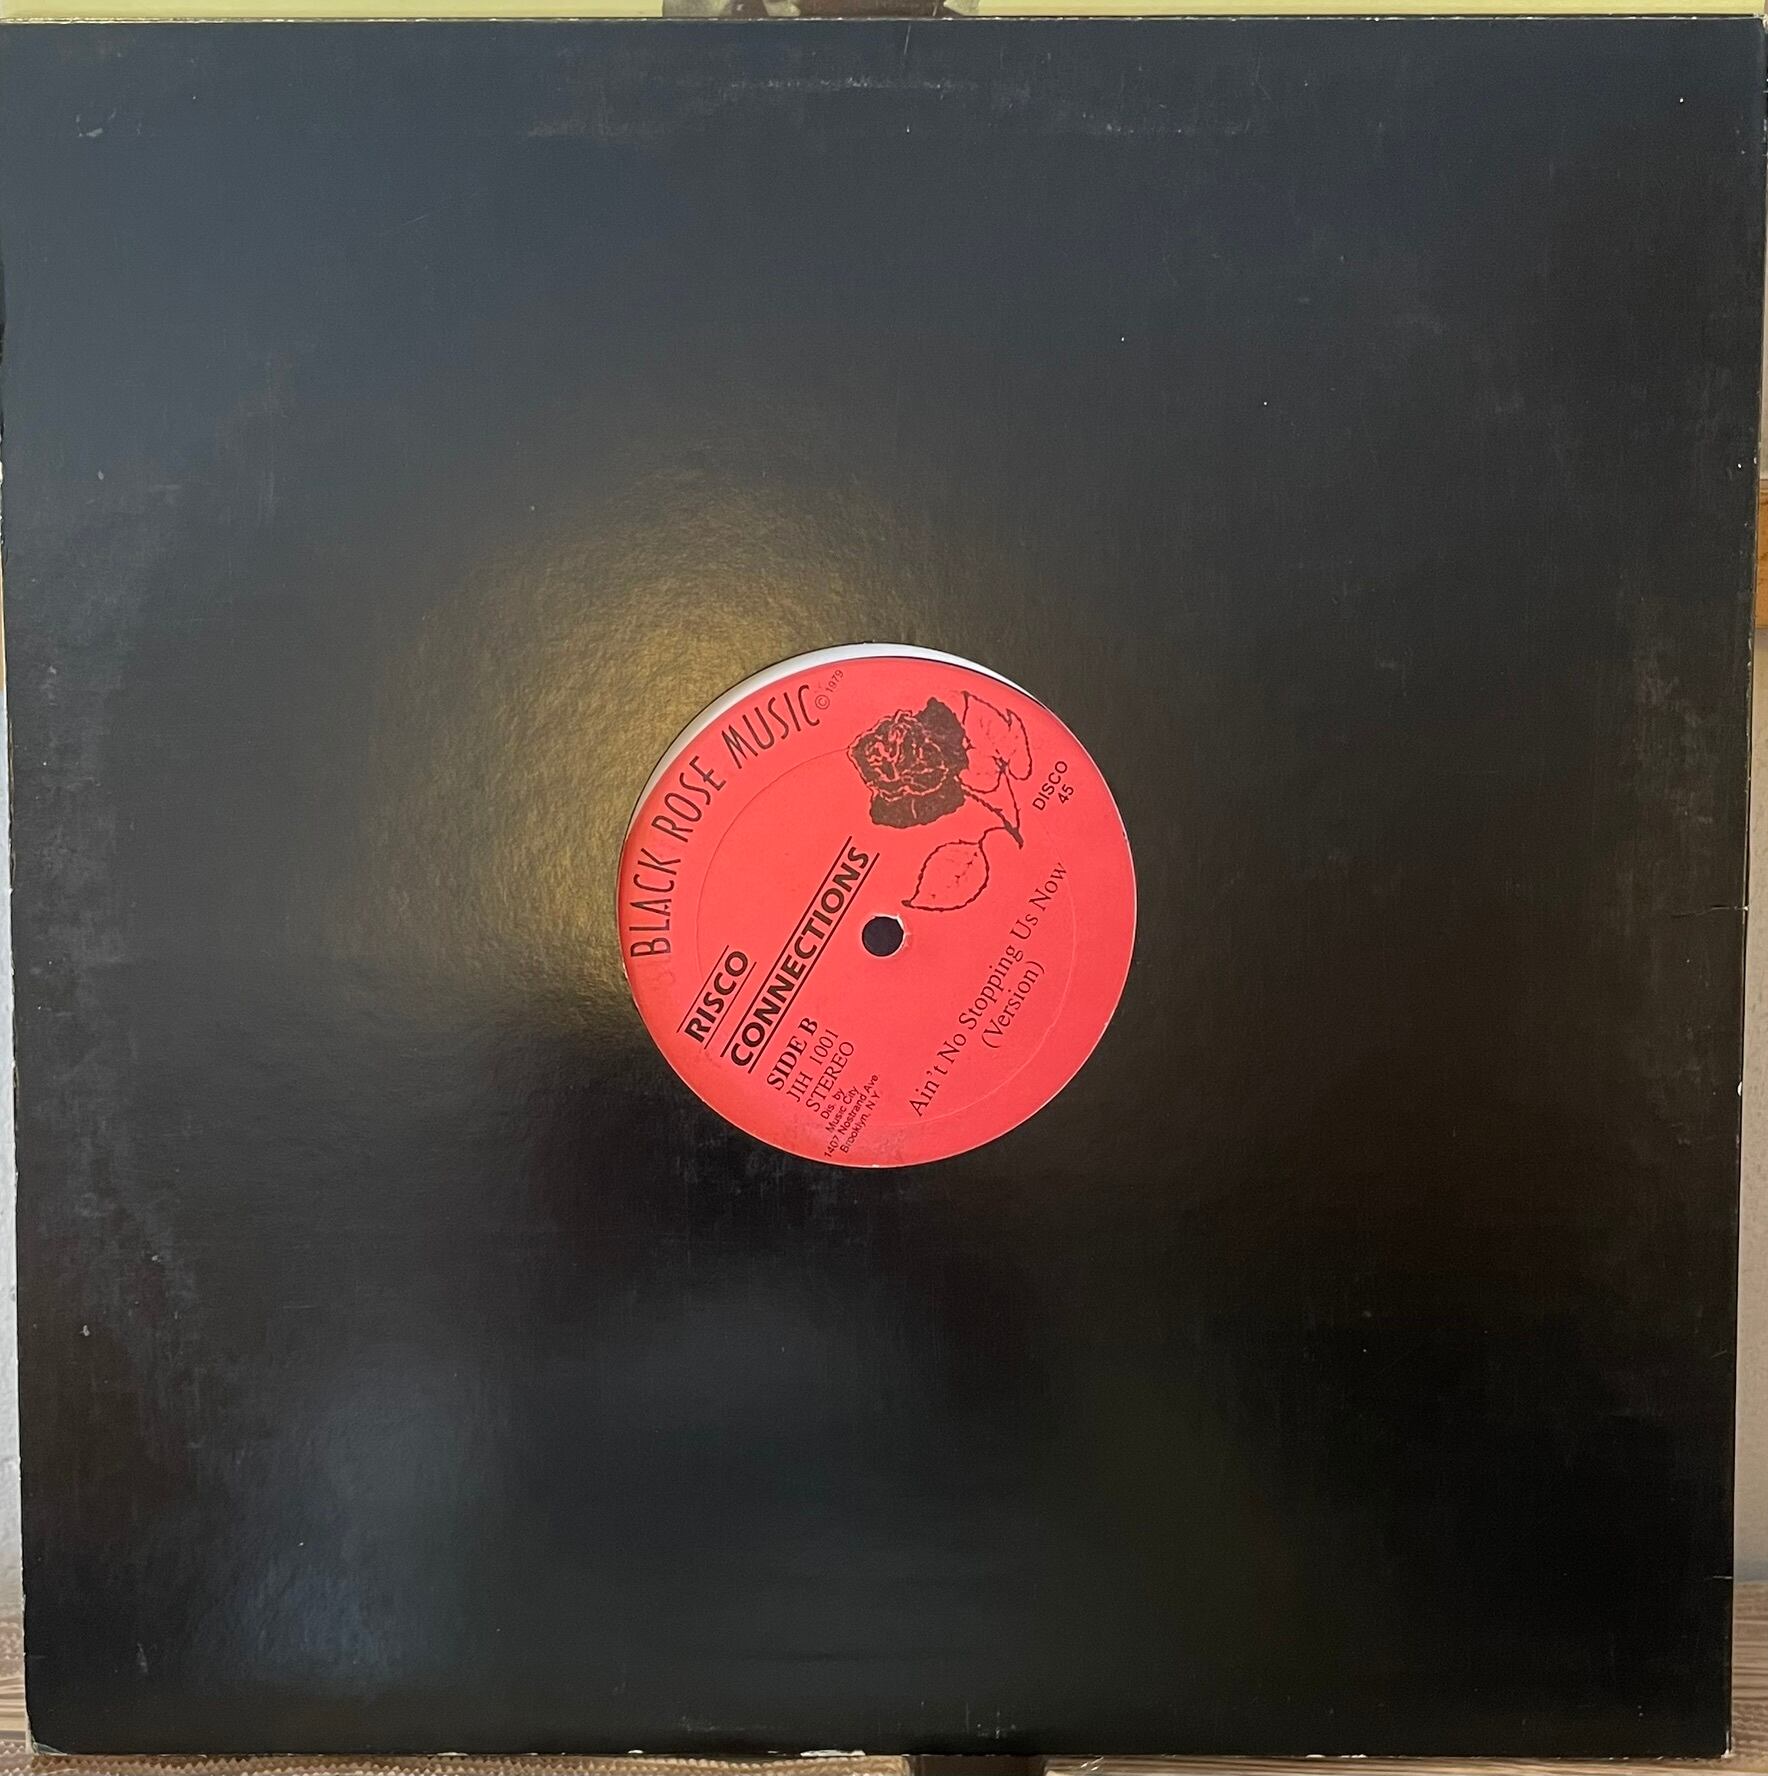 BLACK ROSE MUSIC © 1979
DISCO
45
RISCO
CONNECTIONS
SIDE B
JIH 1001
STEREO
Dis. by
Music City
1407 Nostrand Ave.
Brooklyn, N.Y.
Ain't No Stopping Us Now
(Version)